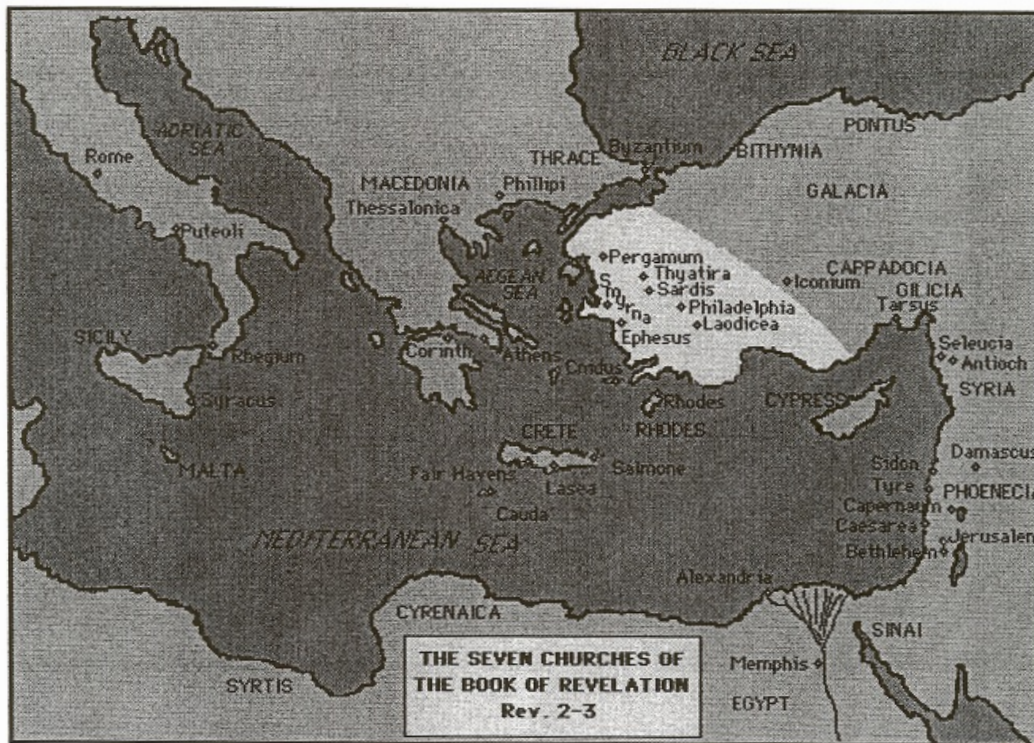 BLACK SEA
ADRIATIC
SEA
PONTUS
Rome
Byzantium
BITHYNIA
THRACE
MACEDONIA
Phillipi
GALACIA
Thessalonica
Puteoli
Pergamum
AEGEAN
SEA
Thyatira
CAPPADOCIA
Iconium
Sardis
Smyrna
GILICIA
Philadelphia
Tarsus
Laodicea
Ephesus
SICILY
Rhegium
Corinth
Athens
Seleucia
Antioch
Cnidus
SYRIA
Syracus
Rhodes
CYPRESS
RHODES
CRETE
MALTA
Fair Havens
Salmone
Damascus
Sidon
Lasea
Tyre
PHOENECIA
Cauda
Capernaum
Caesarea
MEDITERRANEAN SEA
Jerusalem
Bethlehem
Alexandria
CYRENAICA
SINAI
THE SEVEN CHURCHES OF
THE BOOK OF REVELATION
Rev. 2-3
Memphis
SYRTIS
EGYPT